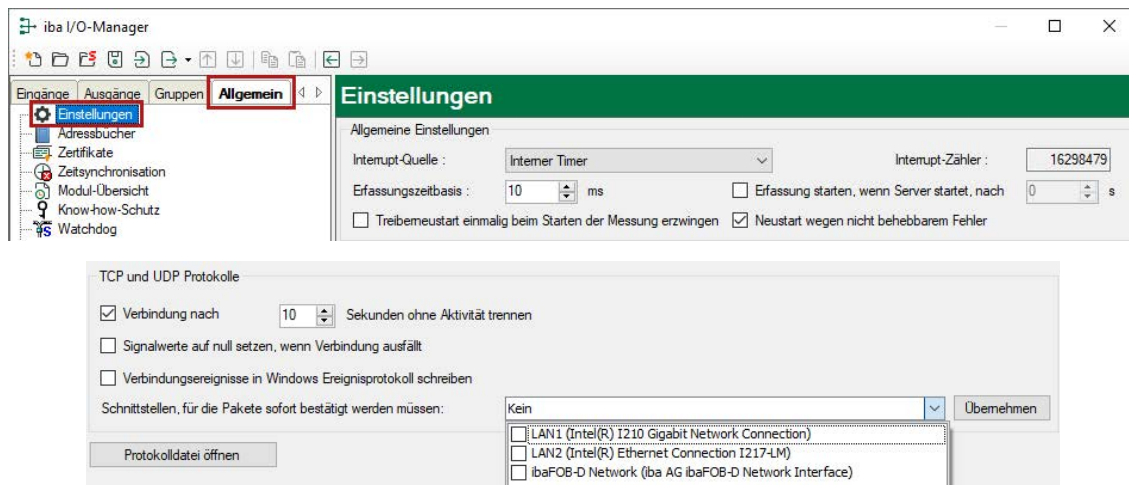 iba I/O-Manager
Eingänge Ausgänge Gruppen Allgemein
Einstellungen
Einstellungen
Adressbücher
Zertifikate
Zeitsynchronisation
Modul-Übersicht
Know-how-Schutz
Watchdog
Allgemeine Einstellungen
Interrupt-Quelle : Interner Timer Interrupt-Zähler : 16298479
Erfassungszeitbasis : 10 ms Erfassung starten, wenn Server startet, nach 0 s
Treiberneustart einmalig beim Starten der Messung erzwingen Neustart wegen nicht behebbarem Fehler
TCP und UDP Protokolle
Verbindung nach 10 Sekunden ohne Aktivität trennen
Signalwerte auf null setzen, wenn Verbindung ausfällt
Verbindungsereignisse in Windows Ereignisprotokoll schreiben
Schnittstellen, für die Pakete sofort bestätigt werden müssen: Kein Übernehmen
LAN1 (Intel(R) I210 Gigabit Network Connection)
LAN2 (Intel(R) Ethernet Connection I217-LM)
ibaFOB-D Network (iba AG ibaFOB-D Network Interface)
Protokolldatei öffnen